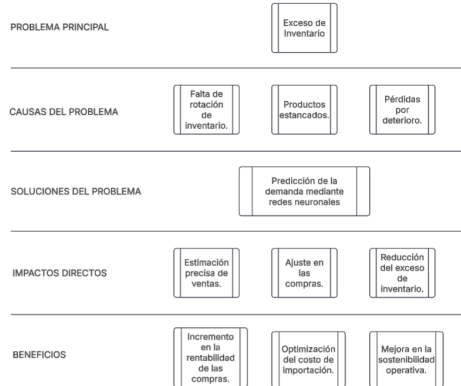 PROBLEMA PRINCIPAL
Exceso de
Inventario
CAUSAS DEL PROBLEMA
Falta de
rotación
de
inventario.
Productos
estancados.
Pérdidas
por
deterioro.
SOLUCIONES DEL PROBLEMA
Predicción de la
demanda mediante
redes neuronales
IMPACTOS DIRECTOS
Estimación
precisa de
ventas.
Ajuste en
las
compras.
Reducción
del exceso
de
inventario.
BENEFICIOS
Incremento
en la
rentabilidad
de las
compras.
Optimización
del costo de
importación.
Mejora en la
sostenibilidad
operativa.